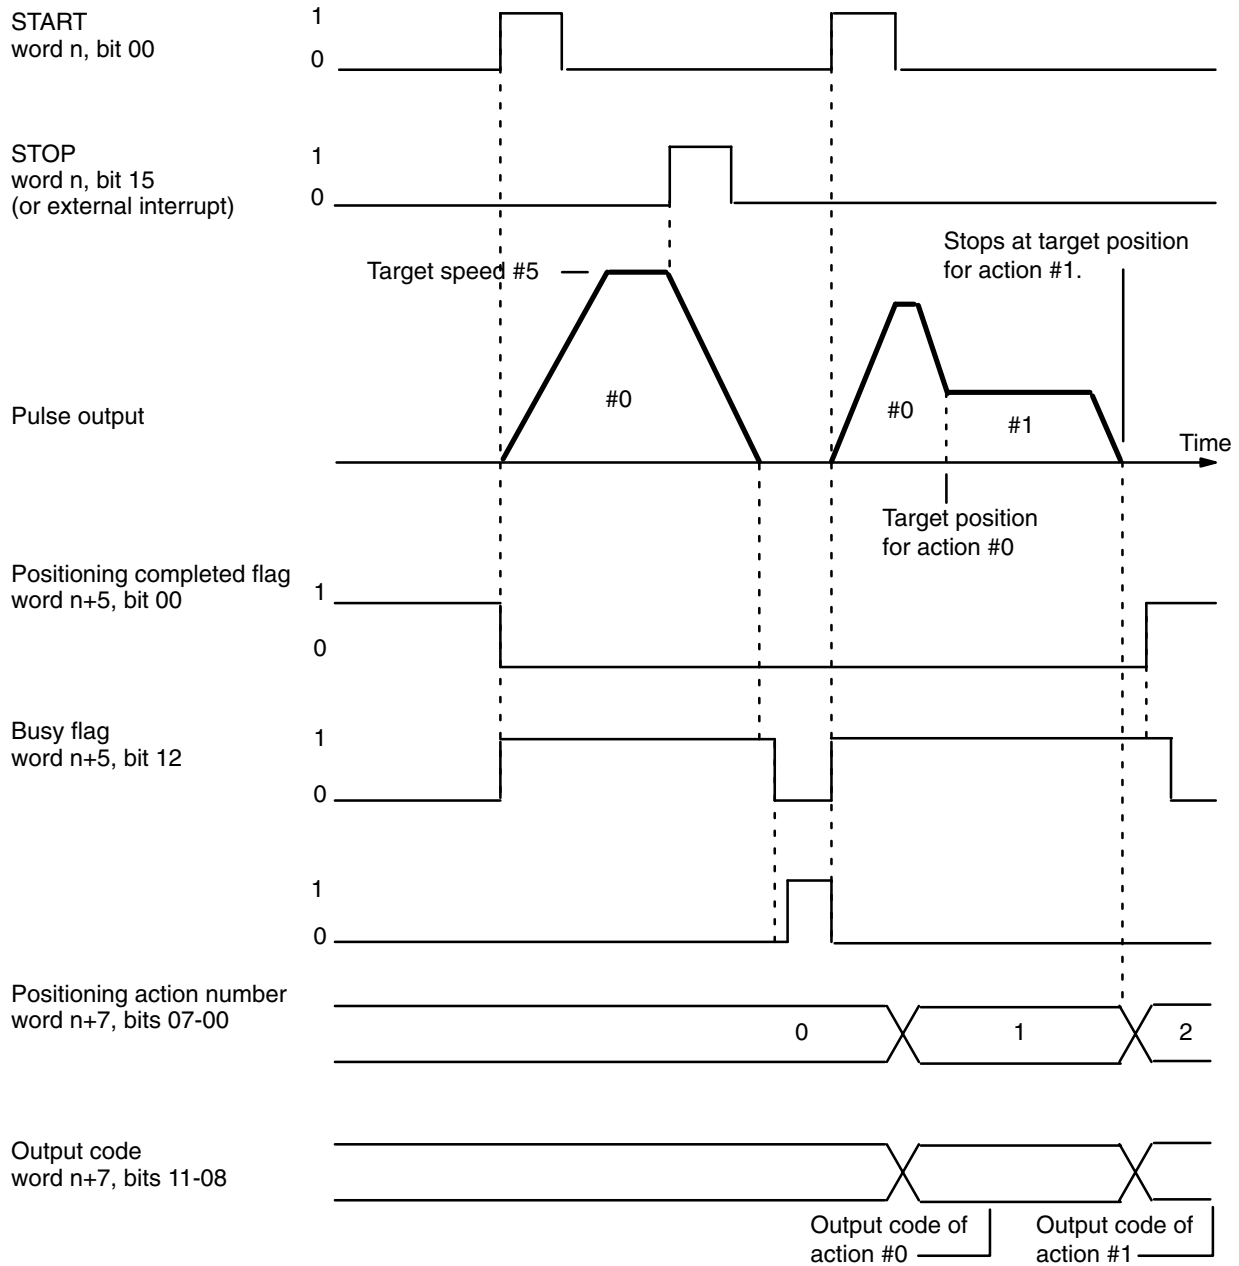 START
word n, bit 00
1
0
STOP
word n, bit 15
(or external interrupt)
1
0
Stops at target position
for action #1.
Target speed #5
#0
#0
#1
Pulse output
Time
Target position
for action #0
Positioning completed flag
word n+5, bit 00
1
0
Busy flag
word n+5, bit 12
1
0
1
0
Positioning action number
word n+7, bits 07-00
0
1
2
Output code
word n+7, bits 11-08
Output code of
action #0
Output code of
action #1